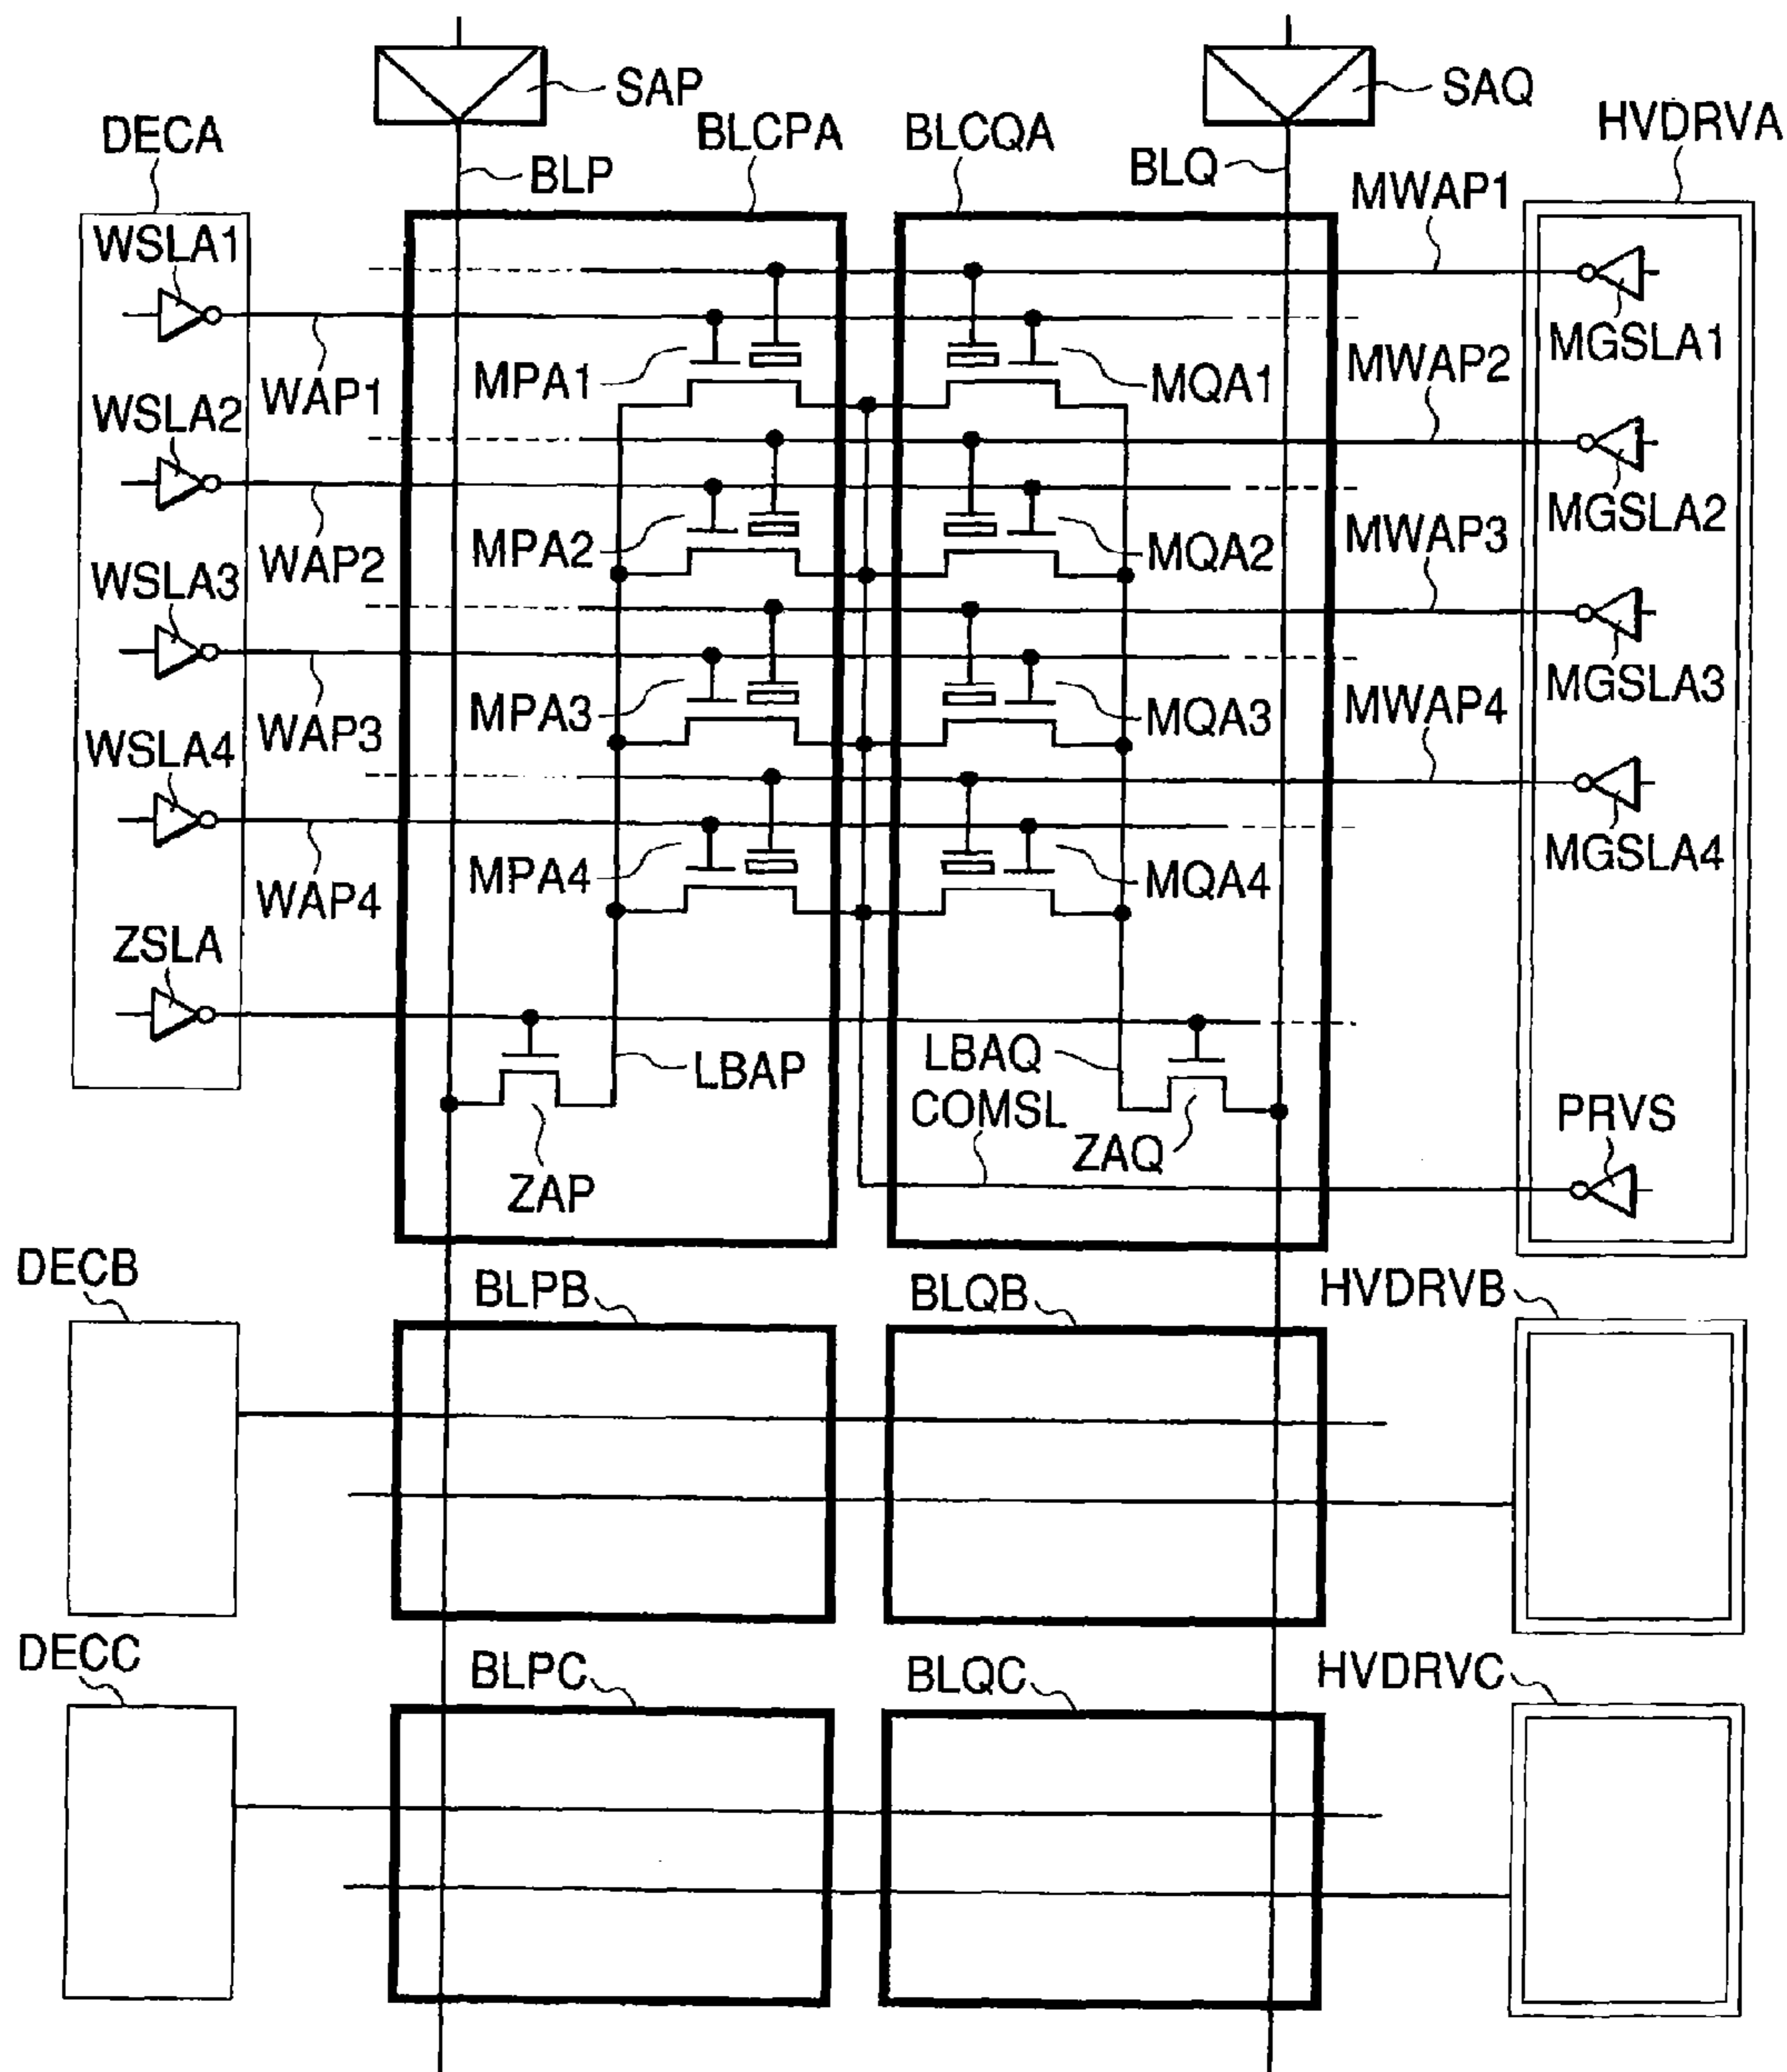 SAP
SAQ
DECA
BLCPA
BLCQA
HVDRVA
BLP
BLQ
MWAP1
WSLA1
MGSLA1
MPA1
MQA1
WAP1
MWAP2
WSLA2
MGSLA2
MPA2
MQA2
WAP2
MWAP3
WSLA3
MGSLA3
MPA3
MQA3
WAP3
MWAP4
WSLA4
MGSLA4
MPA4
MQA4
WAP4
ZSLA
LBAP
LBAQ
COMSL
PRVS
ZAQ
ZAP
DECB
BLPB
BLQB
HVDRVB
DECC
BLPC
BLQC
HVDRVC